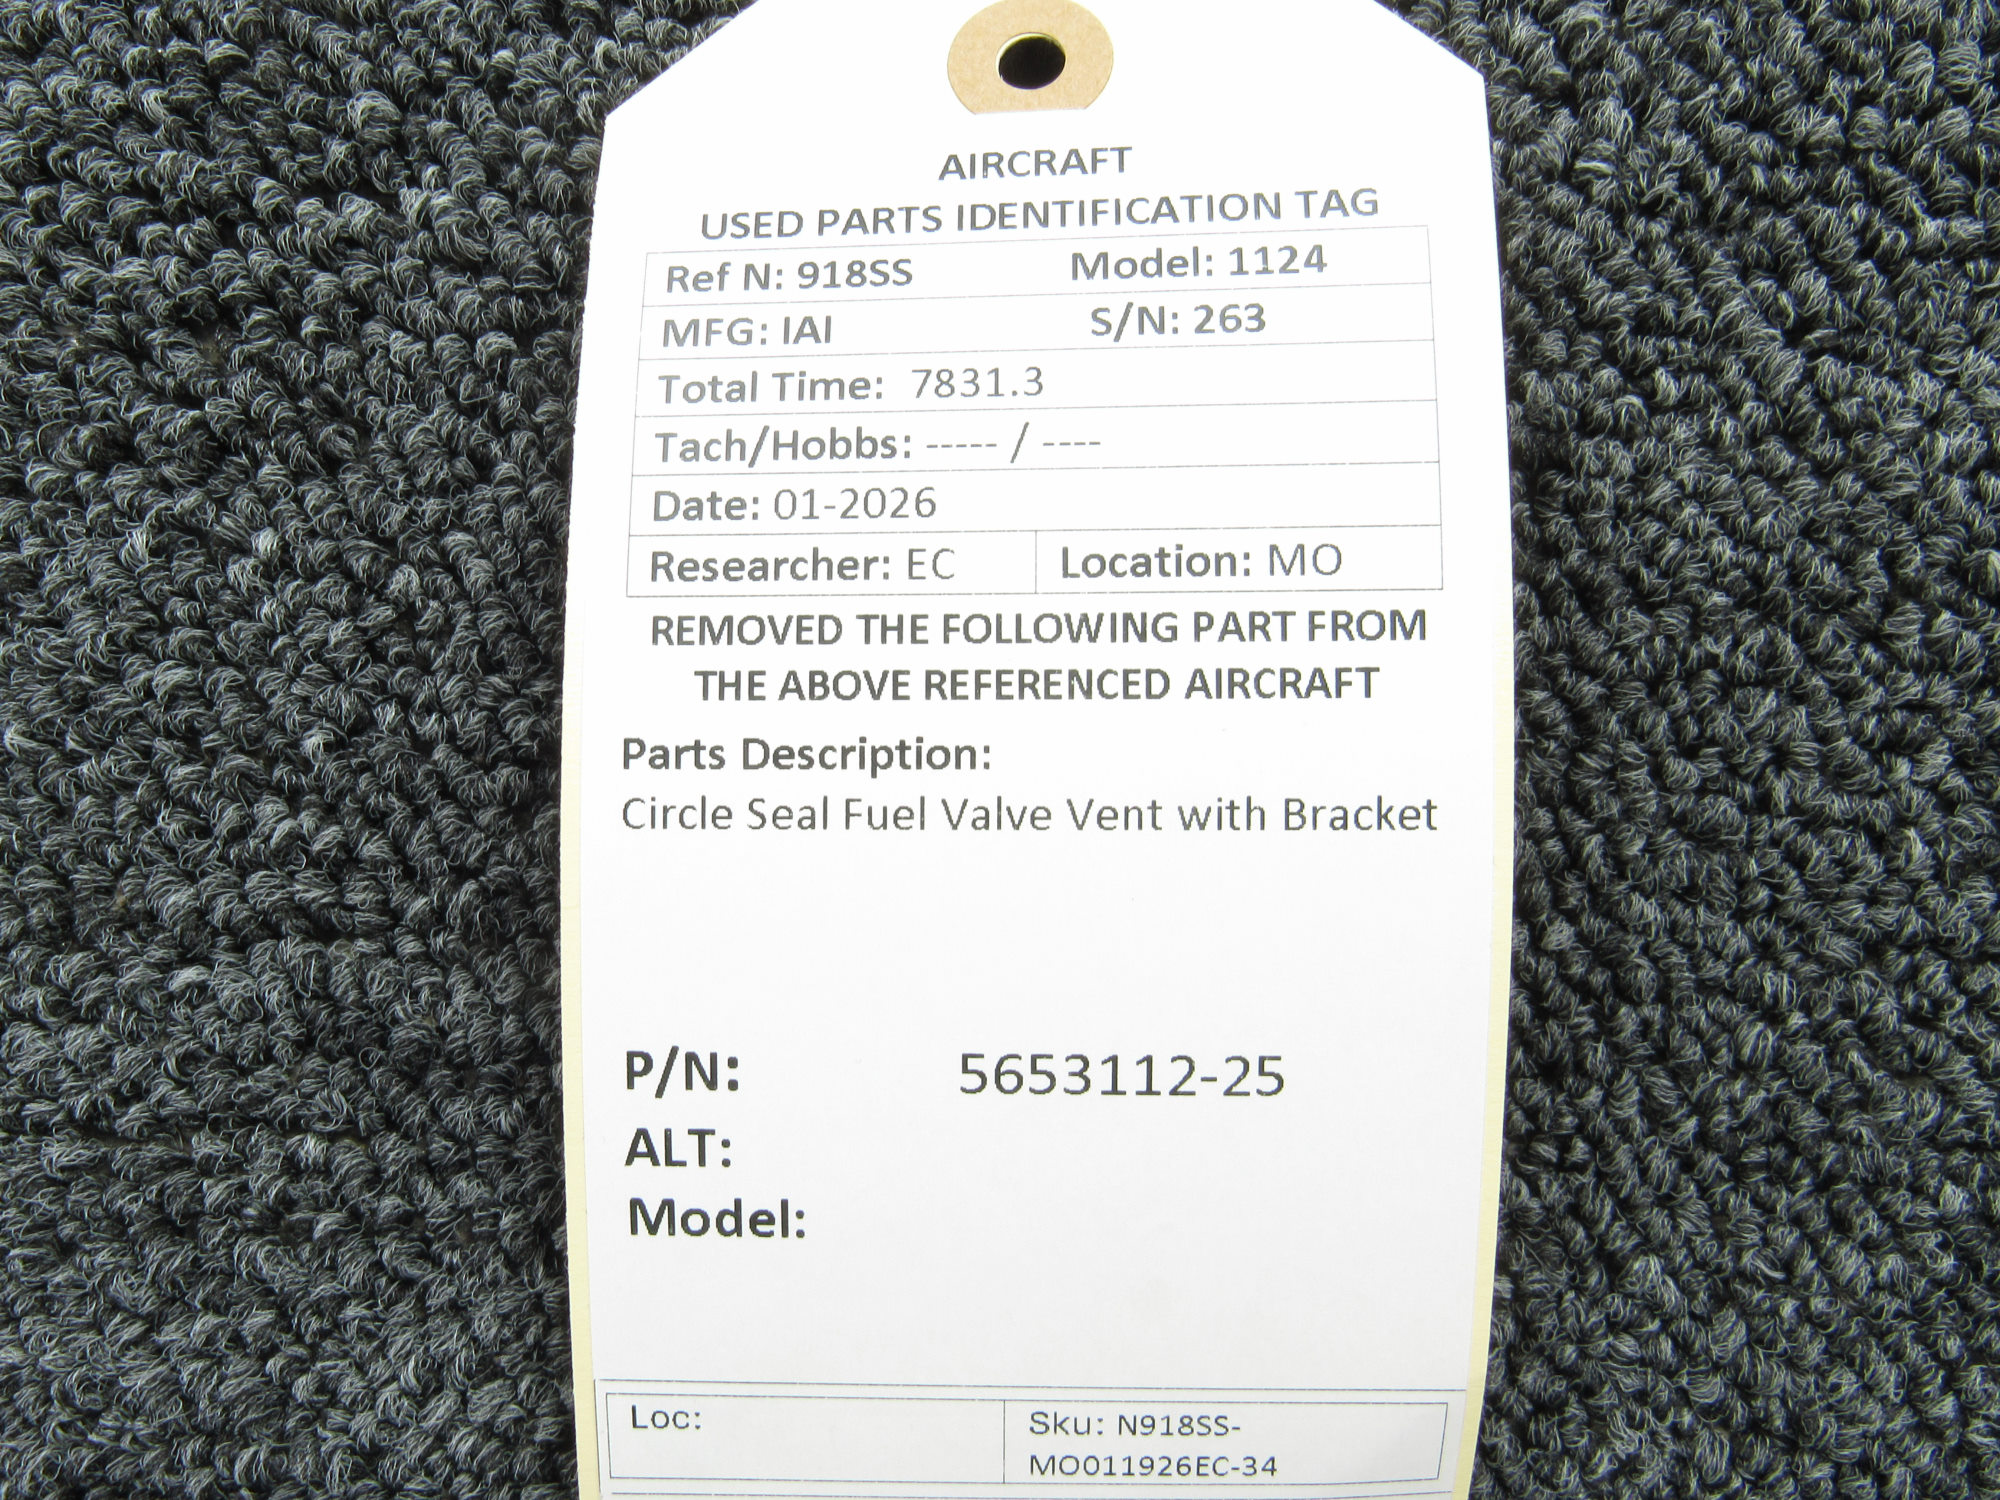 AIRCRAFT
USED PARTS IDENTIFICATION TAG
Ref N: 918SS Model: 1124
MFG: IAI S/N: 263
Total Time: 7831.3
Tach/Hobbs: ----- / ----
Date: 01-2026
Researcher: EC Location: MO
REMOVED THE FOLLOWING PART FROM
THE ABOVE REFERENCED AIRCRAFT
Parts Description:
Circle Seal Fuel Valve Vent with Bracket
P/N: 5653112-25
ALT:
Model:
Loc: Sku: N918SS-
MO011926EC-34